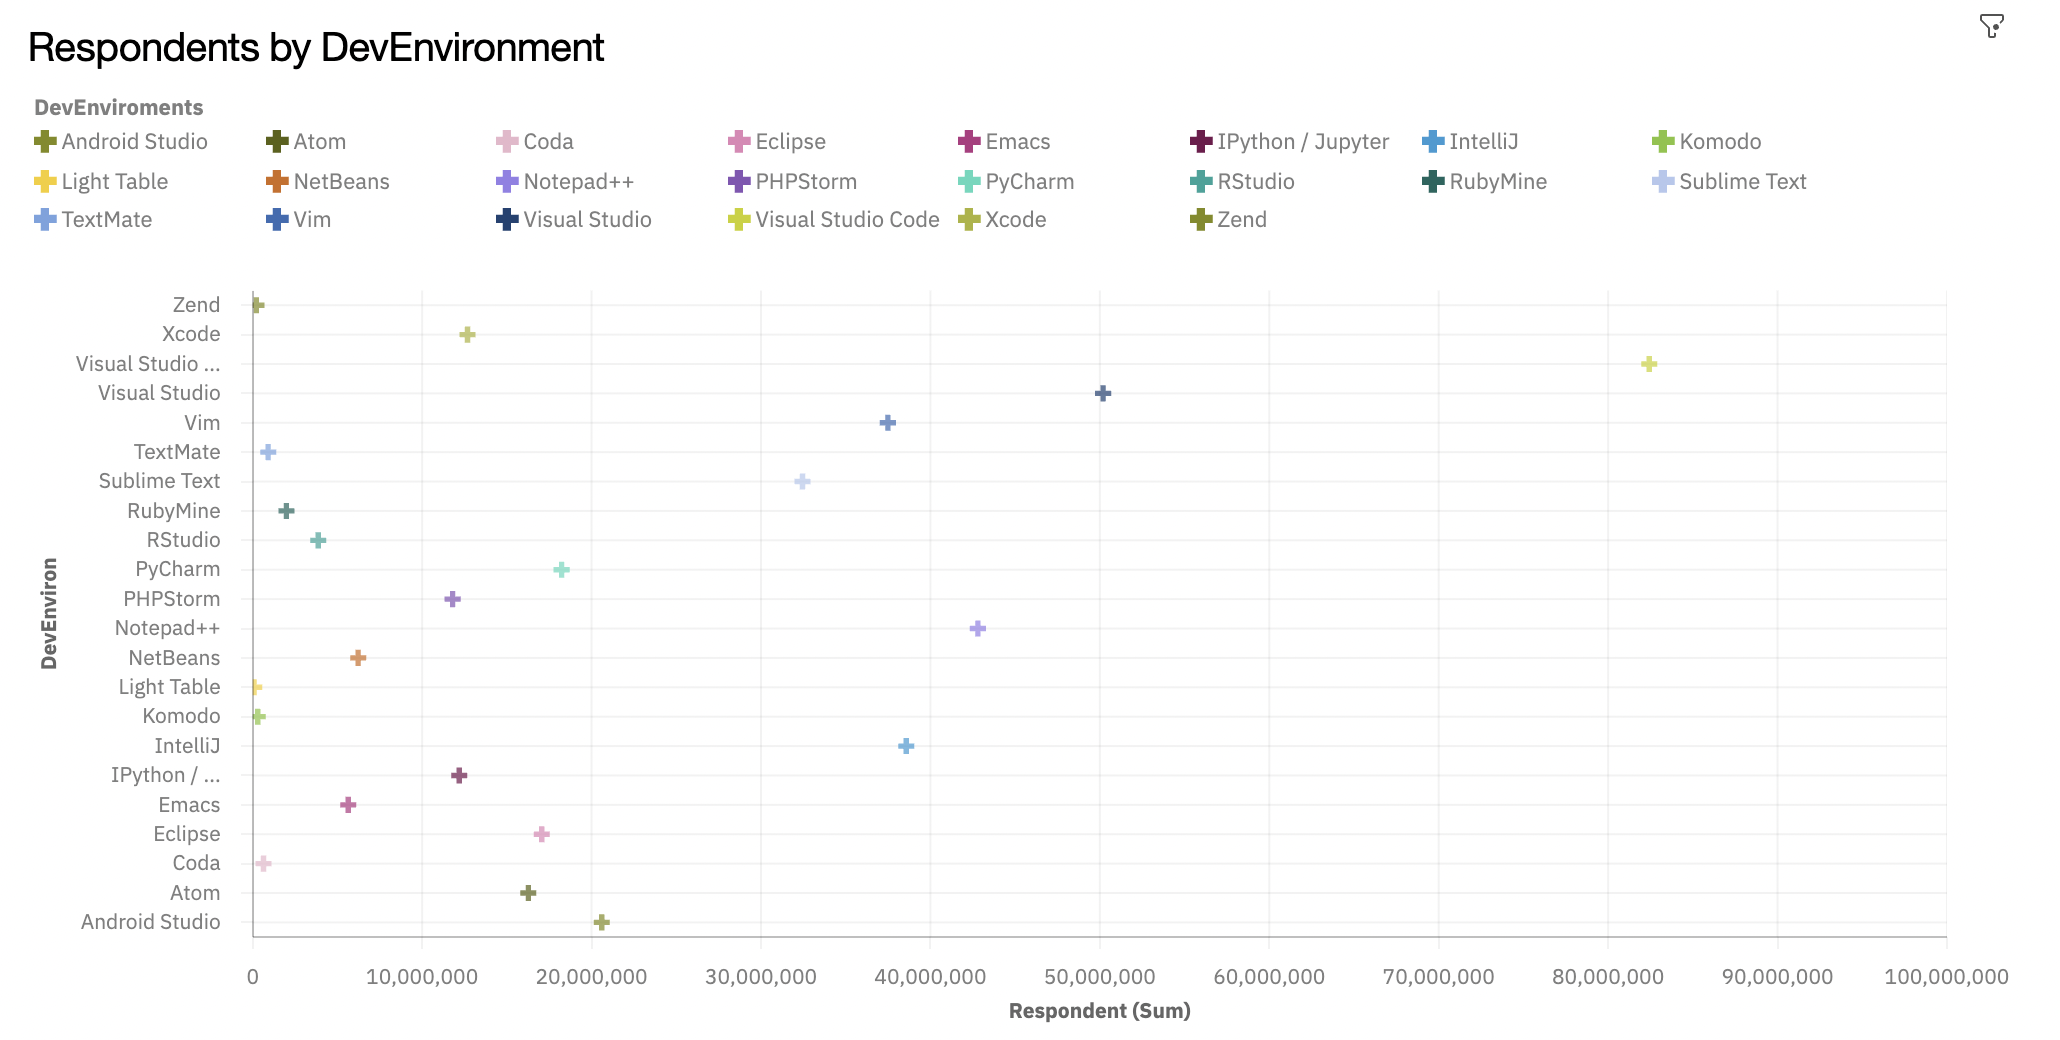 Respondents by DevEnvironment
DevEnviroments
Android Studio Atom Coda Eclipse Emacs IPython / Jupyter IntelliJ Komodo
Light Table NetBeans Notepad++ PHPStorm PyCharm RStudio RubyMine Sublime Text
TextMate Vim Visual Studio Visual Studio Code Xcode Zend
DevEnviron
Zend
Xcode
Visual Studio ...
Visual Studio
Vim
TextMate
Sublime Text
RubyMine
RStudio
PyCharm
PHPStorm
Notepad++
NetBeans
Light Table
Komodo
IntelliJ
IPython / ...
Emacs
Eclipse
Coda
Atom
Android Studio
0 10,000,000 20,000,000 30,000,000 40,000,000 50,000,000 60,000,000 70,000,000 80,000,000 90,000,000 100,000,000
Respondent (Sum)